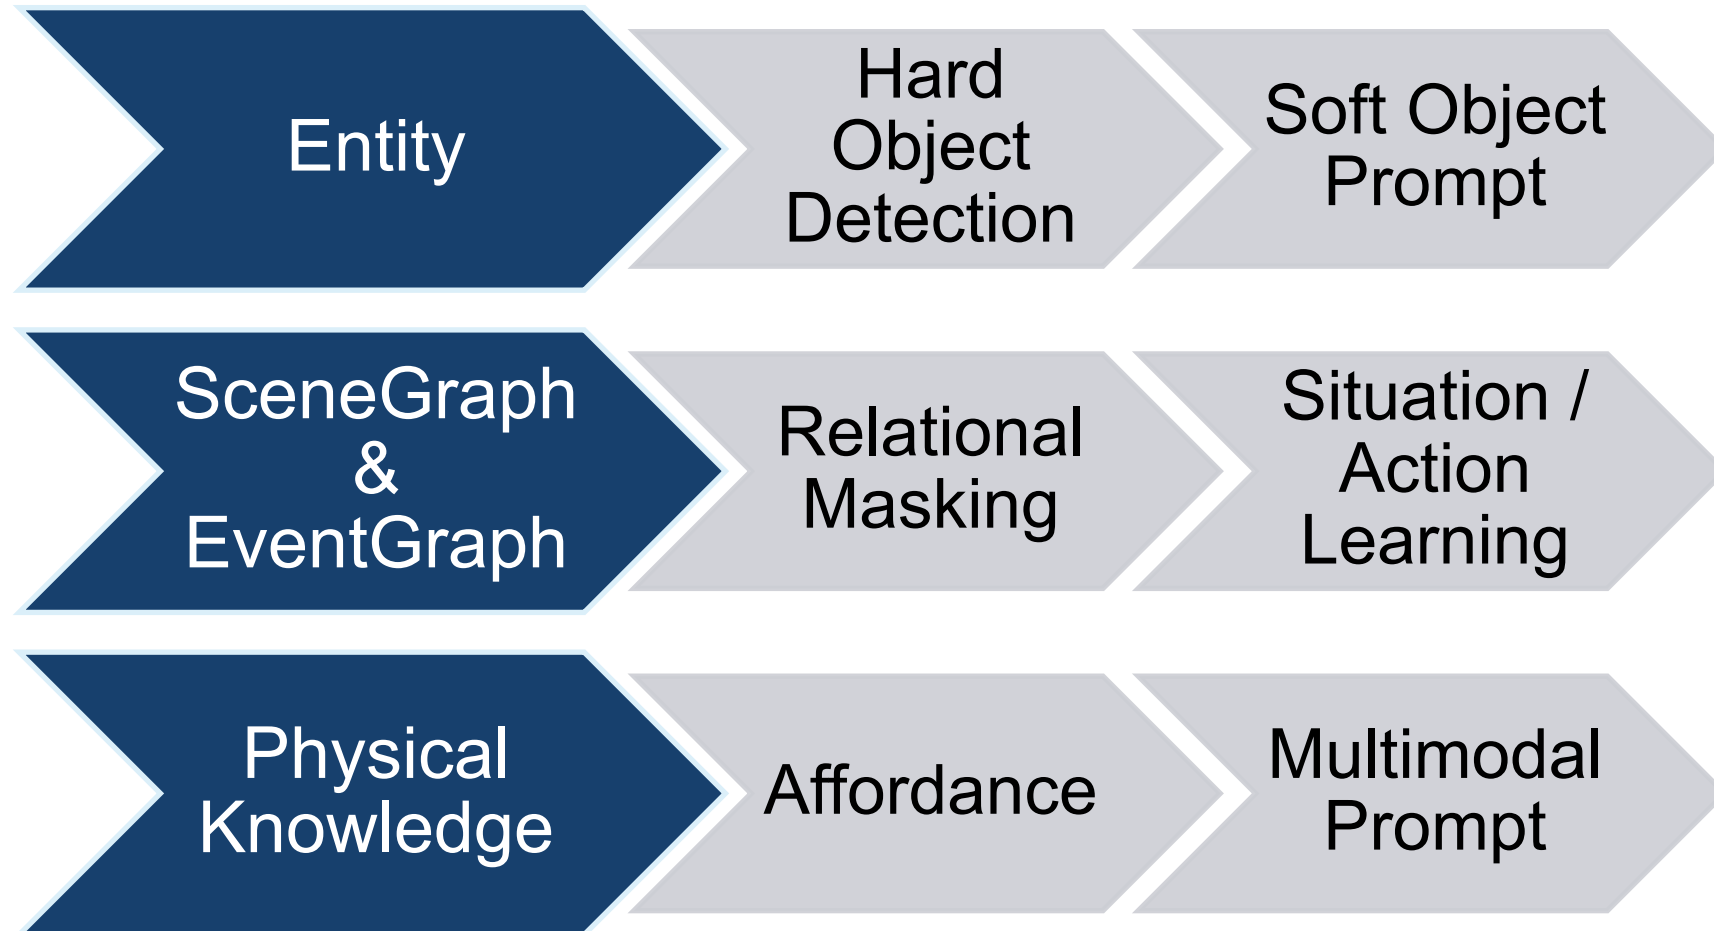 Entity
Hard
Object
Detection
Soft Object
Prompt
SceneGraph
&
EventGraph
Relational
Masking
Situation /
Action
Learning
Physical
Knowledge
Affordance
Multimodal
Prompt